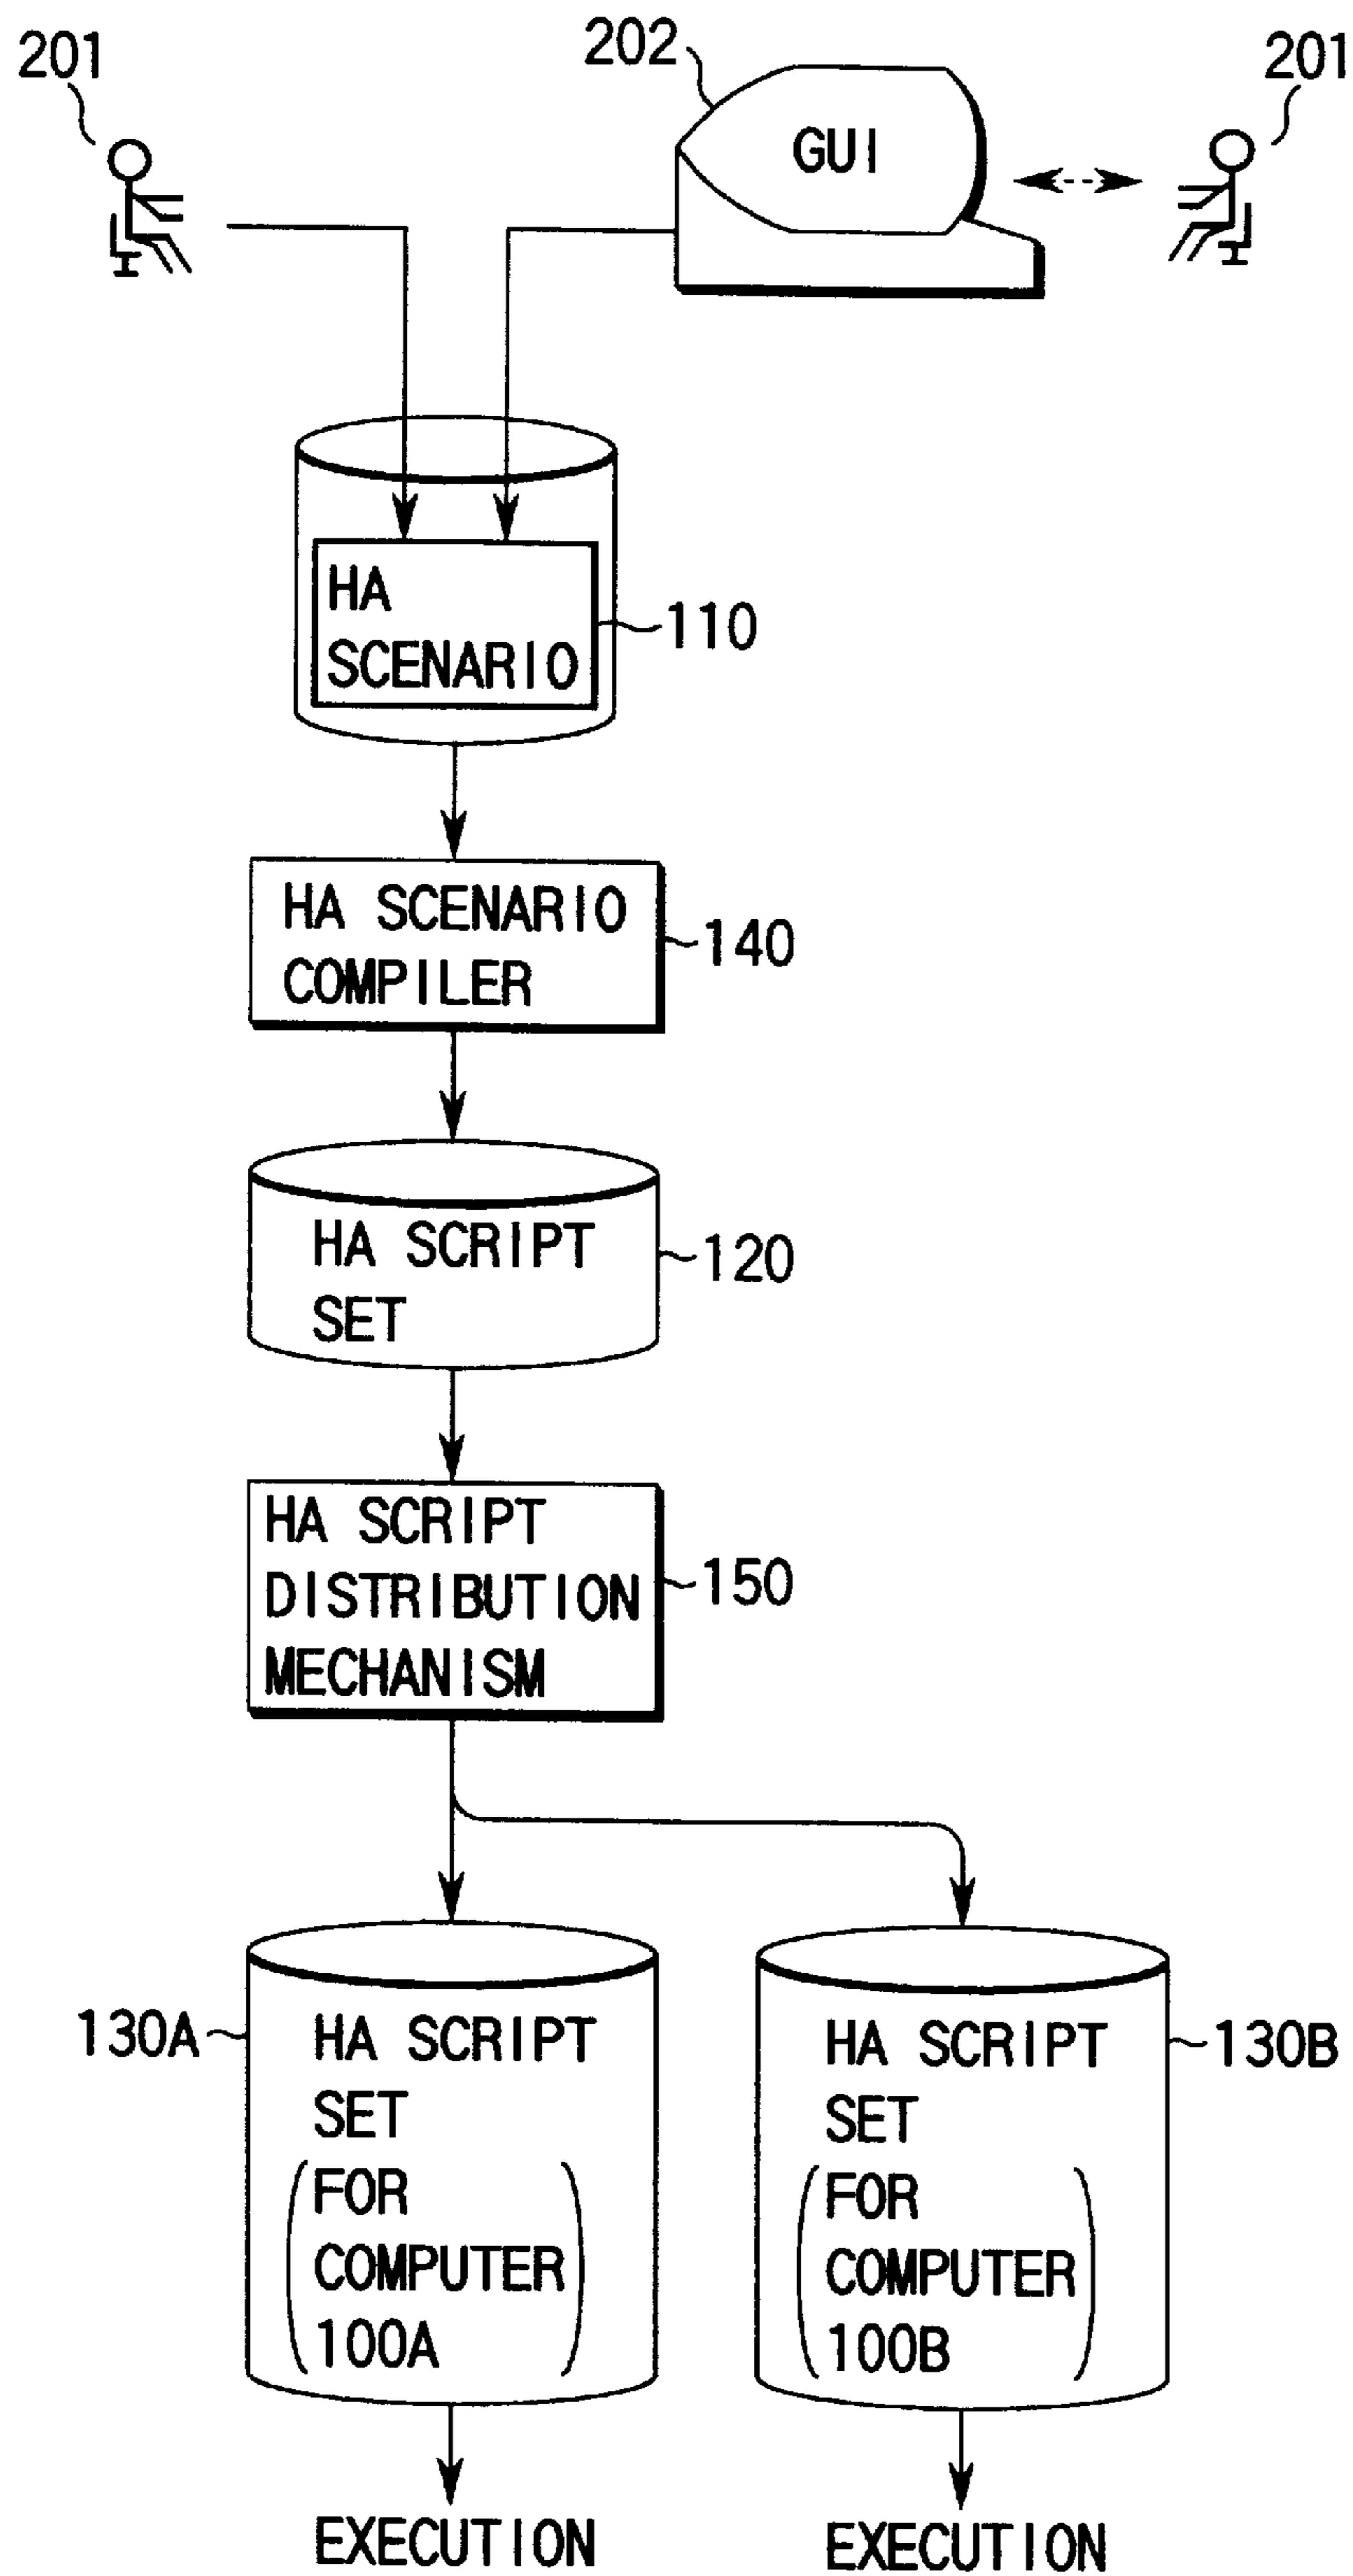 201
202
201
GUI
HA
SCENARIO
110
HA SCENARIO
COMPILER
140
HA SCRIPT
SET
120
HA SCRIPT
DISTRIBUTION
MECHANISM
150
130A
HA SCRIPT
SET
(FOR
COMPUTER
100A)
HA SCRIPT
SET
(FOR
COMPUTER
100B)
130B
EXECUTION
EXECUTION